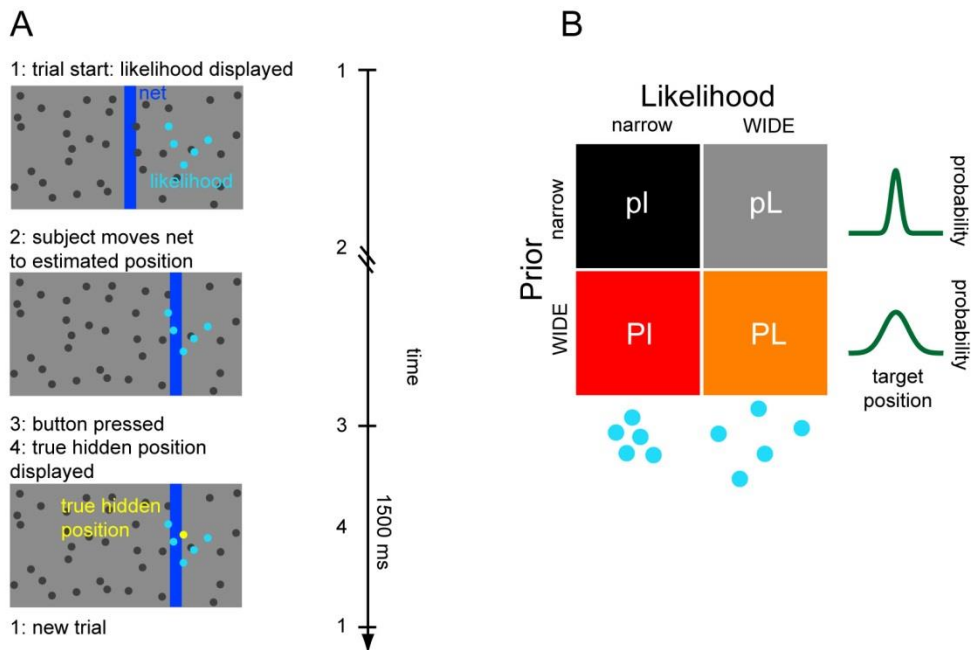 A
1: trial start: likelihood displayed
net
likelihood
2: subject moves net
to estimated position
3: button pressed
4: true hidden position
displayed
true hidden
position
1: new trial
1
2
3
4
1
time
1500 ms
B
Likelihood
narrow WIDE
Prior
narrow
WIDE
pl pL
Pl PL
probability
probability
target
position